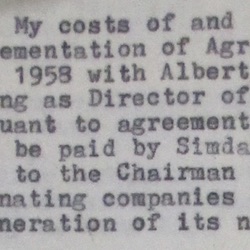 My costs of and
ementation of Agr
1958 with Albert
ng as Director of
uant to agreement
be paid by Simda
to the Chairman
nating companies
neration of its n